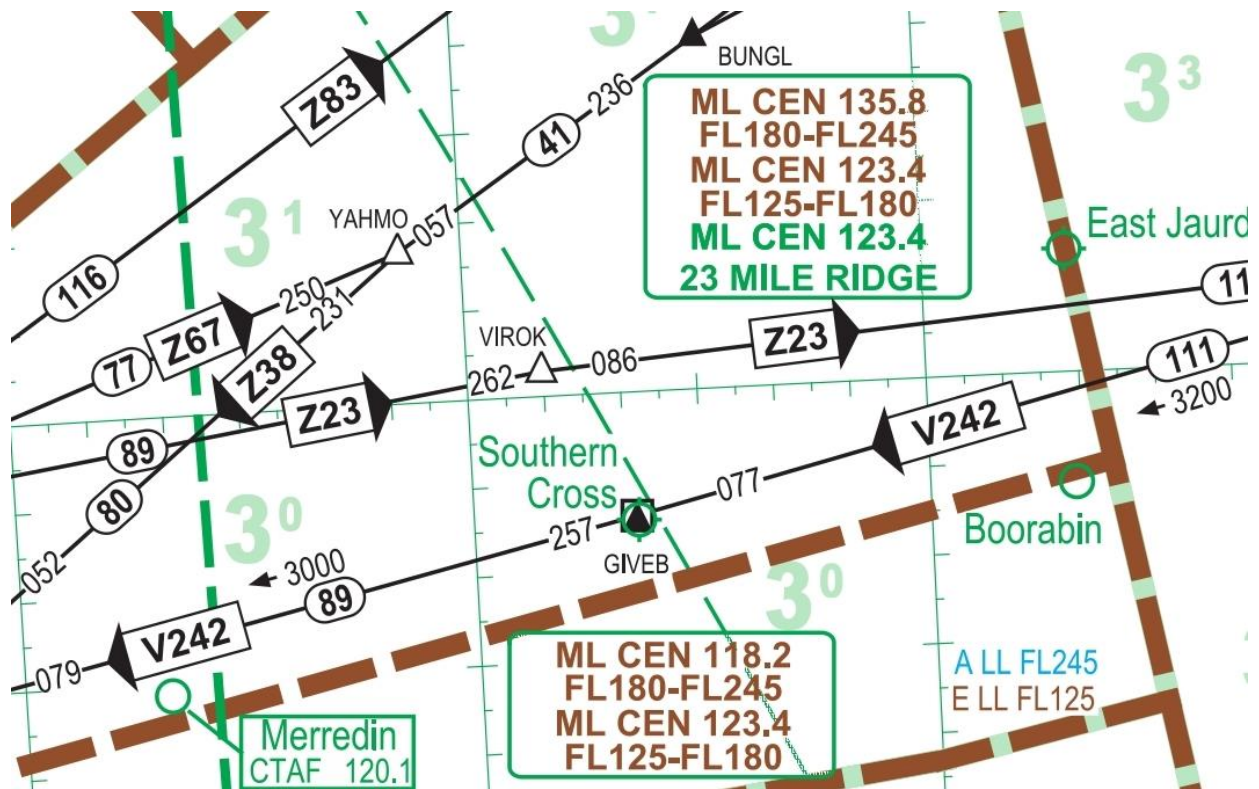 3¹
BUNGL
3³
Z83
236
41
ML CEN 135.8
FL180-FL245
ML CEN 123.4
FL125-FL180
ML CEN 123.4
23 MILE RIDGE
3¹
YAHMO
057
East Jaurd
116
250
231
Z67
77
Z38
VIROK
086
Z23
262
Z23
11
111
3200
V242
89
80
Southern
Cross
077
257
GIVEB
Boorabin
3⁰
052
3000
89
3⁰
V242
079
Merredin
CTAF 120.1
ML CEN 118.2
FL180-FL245
ML CEN 123.4
FL125-FL180
A LL FL245
E LL FL125